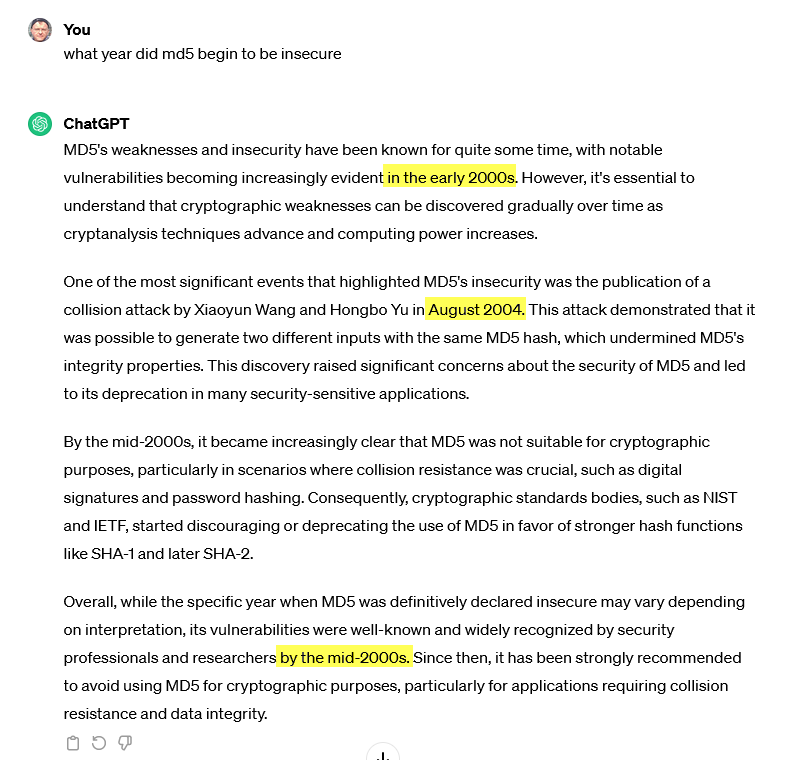 You
what year did md5 begin to be insecure
ChatGPT
MD5's weaknesses and insecurity have been known for quite some time, with notable
vulnerabilities becoming increasingly evident in the early 2000s. However, it's essential to
understand that cryptographic weaknesses can be discovered gradually over time as
cryptanalysis techniques advance and computing power increases.
One of the most significant events that highlighted MD5's insecurity was the publication of a
collision attack by Xiaoyun Wang and Hongbo Yu in August 2004. This attack demonstrated that it
was possible to generate two different inputs with the same MD5 hash, which undermined MD5's
integrity properties. This discovery raised significant concerns about the security of MD5 and led
to its deprecation in many security-sensitive applications.
By the mid-2000s, it became increasingly clear that MD5 was not suitable for cryptographic
purposes, particularly in scenarios where collision resistance was crucial, such as digital
signatures and password hashing. Consequently, cryptographic standards bodies, such as NIST
and IETF, started discouraging or deprecating the use of MD5 in favor of stronger hash functions
like SHA-1 and later SHA-2.
Overall, while the specific year when MD5 was definitively declared insecure may vary depending
on interpretation, its vulnerabilities were well-known and widely recognized by security
professionals and researchers by the mid-2000s. Since then, it has been strongly recommended
to avoid using MD5 for cryptographic purposes, particularly for applications requiring collision
resistance and data integrity.